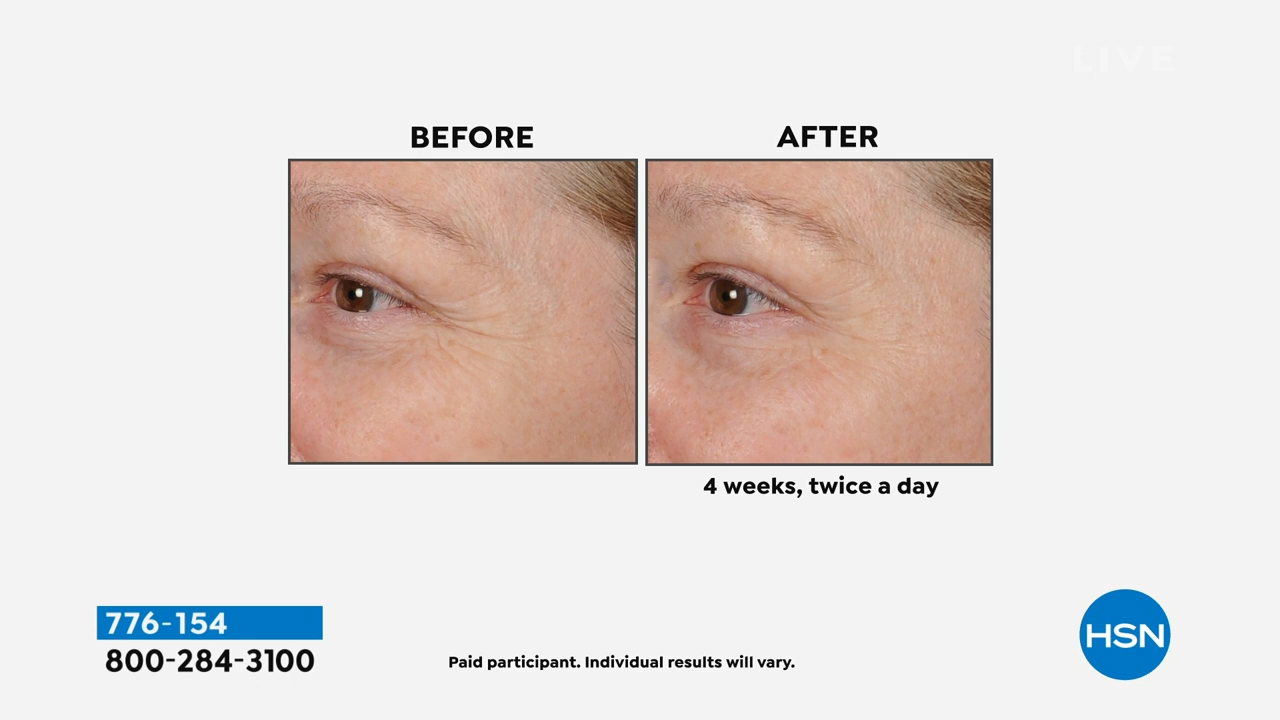 LIVE
BEFORE
AFTER
4 weeks, twice a day
776-154
800-284-3100
Paid participant. Individual results will vary.
HSN